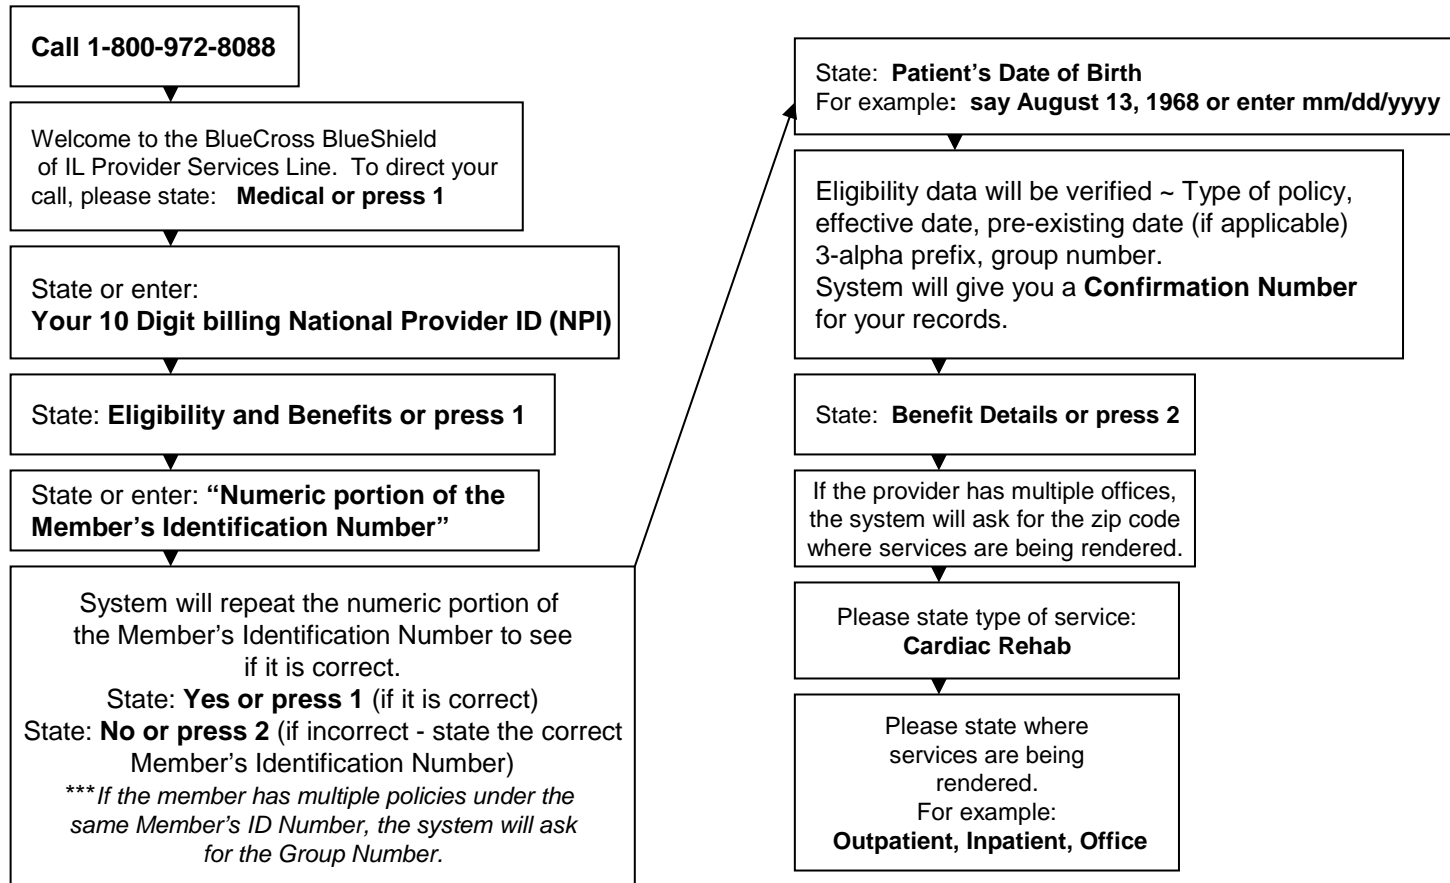 Call 1-800-972-8088
Welcome to the BlueCross BlueShield
of IL Provider Services Line. To direct your
call, please state: Medical or press 1
State or enter:
Your 10 Digit billing National Provider ID (NPI)
State: Eligibility and Benefits or press 1
State or enter: “Numeric portion of the
Member’s Identification Number”
System will repeat the numeric portion of
the Member’s Identification Number to see
if it is correct.
State: Yes or press 1 (if it is correct)
State: No or press 2 (if incorrect - state the correct
Member’s Identification Number)
***If the member has multiple policies under the
same Member’s ID Number, the system will ask
for the Group Number.
State: Patient’s Date of Birth
For example: say August 13, 1968 or enter mm/dd/yyyy
Eligibility data will be verified ~ Type of policy,
effective date, pre-existing date (if applicable)
3-alpha prefix, group number.
System will give you a Confirmation Number
for your records.
State: Benefit Details or press 2
If the provider has multiple offices,
the system will ask for the zip code
where services are being rendered.
Please state type of service:
Cardiac Rehab
Please state where
services are being
rendered.
For example:
Outpatient, Inpatient, Office